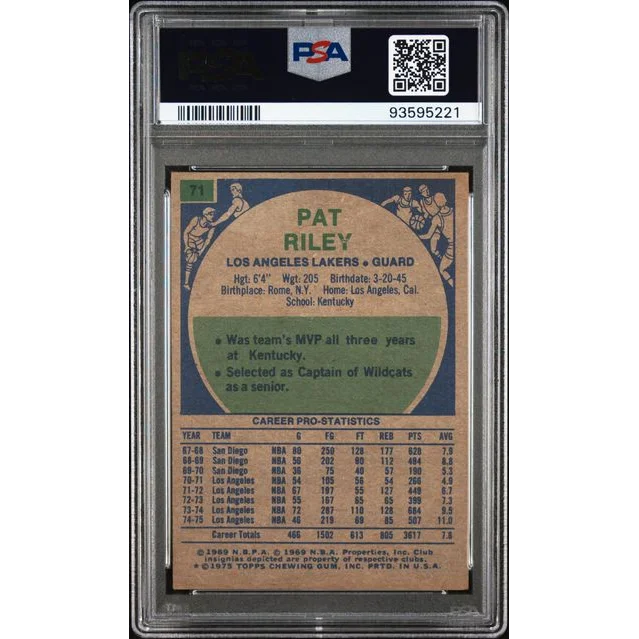 PSA
93595221
71
PAT
RILEY
LOS ANGELES LAKERS • GUARD
Hgt: 6'4" Wgt: 205 Birthdate: 3-20-45
Birthplace: Rome, N.Y. Home: Los Angeles, Cal.
School: Kentucky
• Was team's MVP all three years
at Kentucky.
• Selected as Captain of Wildcats
as a senior.
CAREER PRO-STATISTICS
YEAR TEAM G FG FT REB PTS AVG
67-68 San Diego NBA 80 250 128 177 628 7.9
68-69 San Diego NBA 56 202 90 112 494 8.8
69-70 San Diego NBA 36 75 40 57 190 5.3
70-71 Los Angeles NBA 54 105 56 54 266 4.9
71-72 Los Angeles NBA 67 197 55 127 449 6.7
72-73 Los Angeles NBA 55 167 65 65 399 7.3
73-74 Los Angeles NBA 72 287 110 128 684 9.5
74-75 Los Angeles NBA 46 219 69 85 507 11.0
Career Totals 466 1502 613 805 3617 7.8
© 1969 N.B.P.A. © 1969 N.B.A. Properties, Inc. Club
insignias depicted are property of respective clubs.
* © 1975 TOPPS CHEWING GUM, INC. PRTD. IN U.S.A.
PSA